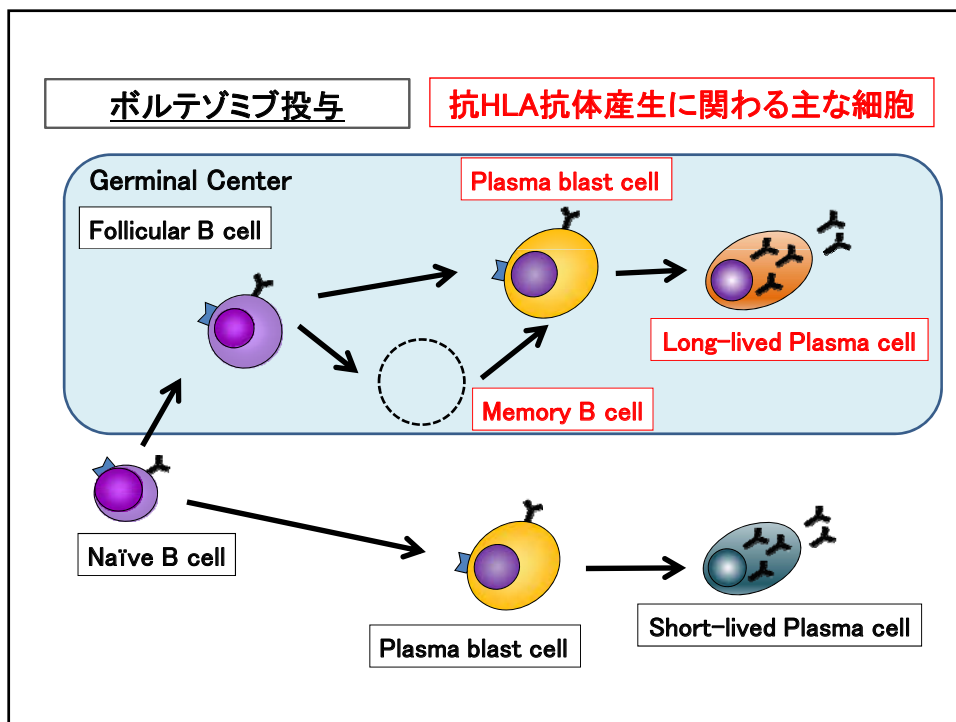 ボルテゾミブ投与
抗HLA抗体産生に関わる主な細胞
Germinal Center
Plasma blast cell
Follicular B cell
Long-lived Plasma cell
Memory B cell
Naïve B cell
Plasma blast cell
Short-lived Plasma cell